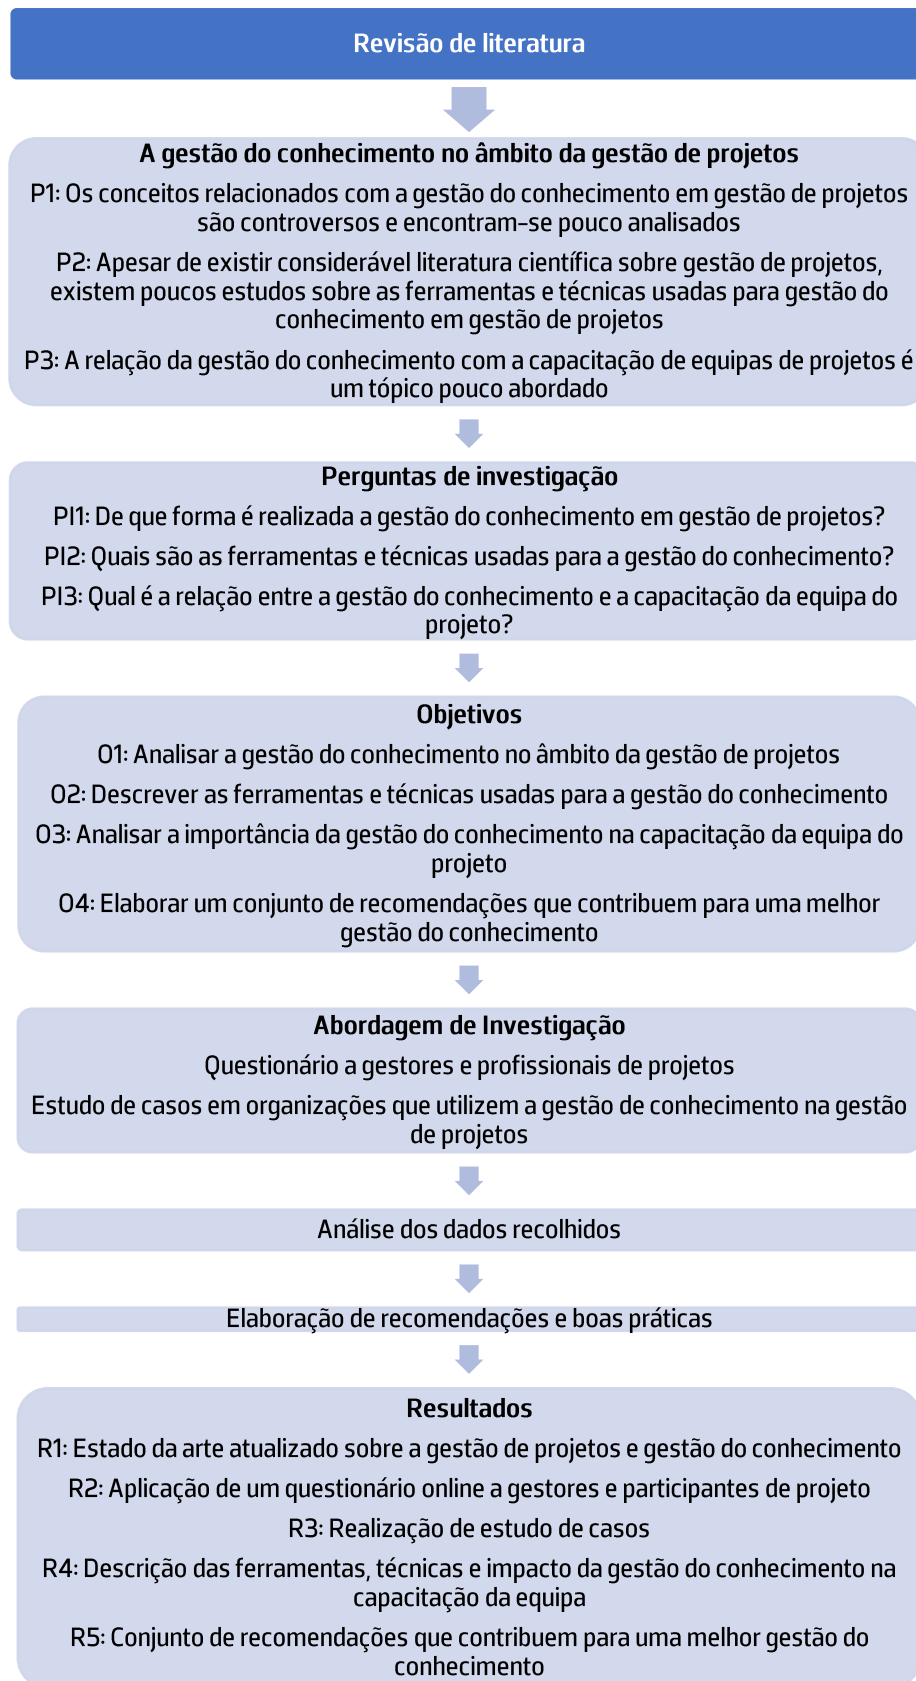 Revisão de literatura
A gestão do conhecimento no âmbito da gestão de projetos
P1: Os conceitos relacionados com a gestão do conhecimento em gestão de projetos
são controversos e encontram-se pouco analisados
P2: Apesar de existir considerável literatura científica sobre gestão de projetos,
existem poucos estudos sobre as ferramentas e técnicas usadas para gestão do
conhecimento em gestão de projetos
P3: A relação da gestão do conhecimento com a capacitação de equipas de projetos é
um tópico pouco abordado
Perguntas de investigação
PI1: De que forma é realizada a gestão do conhecimento em gestão de projetos?
PI2: Quais são as ferramentas e técnicas usadas para a gestão do conhecimento?
PI3: Qual é a relação entre a gestão do conhecimento e a capacitação da equipa do
projeto?
Objetivos
O1: Analisar a gestão do conhecimento no âmbito da gestão de projetos
O2: Descrever as ferramentas e técnicas usadas para a gestão do conhecimento
O3: Analisar a importância da gestão do conhecimento na capacitação da equipa do
projeto
O4: Elaborar um conjunto de recomendações que contribuem para uma melhor
gestão do conhecimento
Abordagem de Investigação
Questionário a gestores e profissionais de projetos
Estudo de casos em organizações que utilizem a gestão de conhecimento na gestão
de projetos
Análise dos dados recolhidos
Elaboração de recomendações e boas práticas
Resultados
R1: Estado da arte atualizado sobre a gestão de projetos e gestão do conhecimento
R2: Aplicação de um questionário online a gestores e participantes de projeto
R3: Realização de estudo de casos
R4: Descrição das ferramentas, técnicas e impacto da gestão do conhecimento na
capacitação da equipa
R5: Conjunto de recomendações que contribuem para uma melhor gestão do
conhecimento